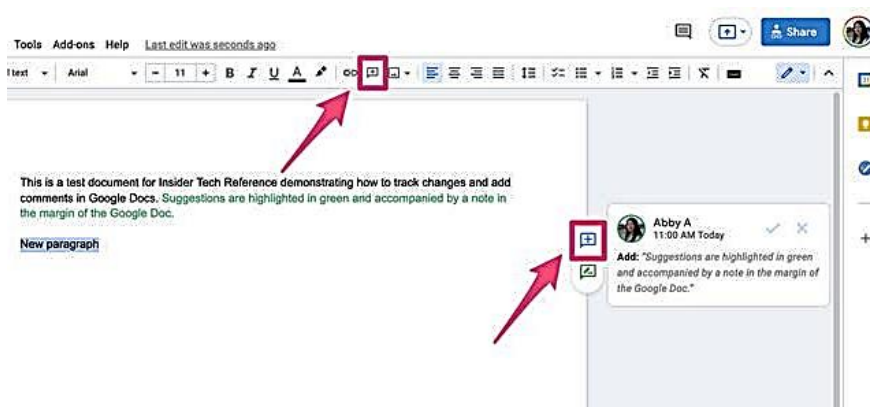 Share
Tools Add-ons Help Last edit was seconds ago
text Arial - 11 + B I U A
This is a test document for Insider Tech Reference demonstrating how to track changes and add
comments in Google Docs. Suggestions are highlighted in green and accompanied by a note in
the margin of the Google Doc.
New paragraph
Abby A
11:00 AM Today
Add: "Suggestions are highlighted in green
and accompanied by a note in the margin of
the Google Doc."